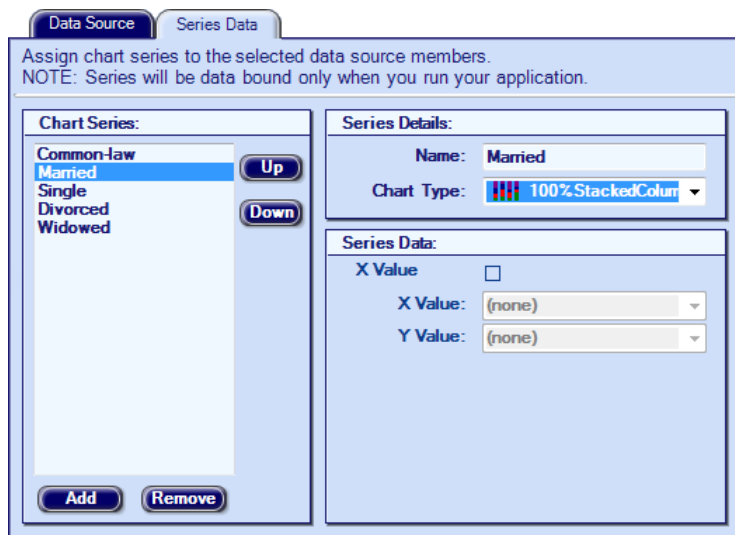 Data Source
Series Data
Assign chart series to the selected data source members.
NOTE: Series will be data bound only when you run your application.
Chart Series:
Common-law
Married
Single
Divorced
Widowed
Up
Down
Add
Remove
Series Details:
Name: Married
Chart Type: 100%StackedColum
Series Data:
X Value
X Value: (none)
Y Value: (none)